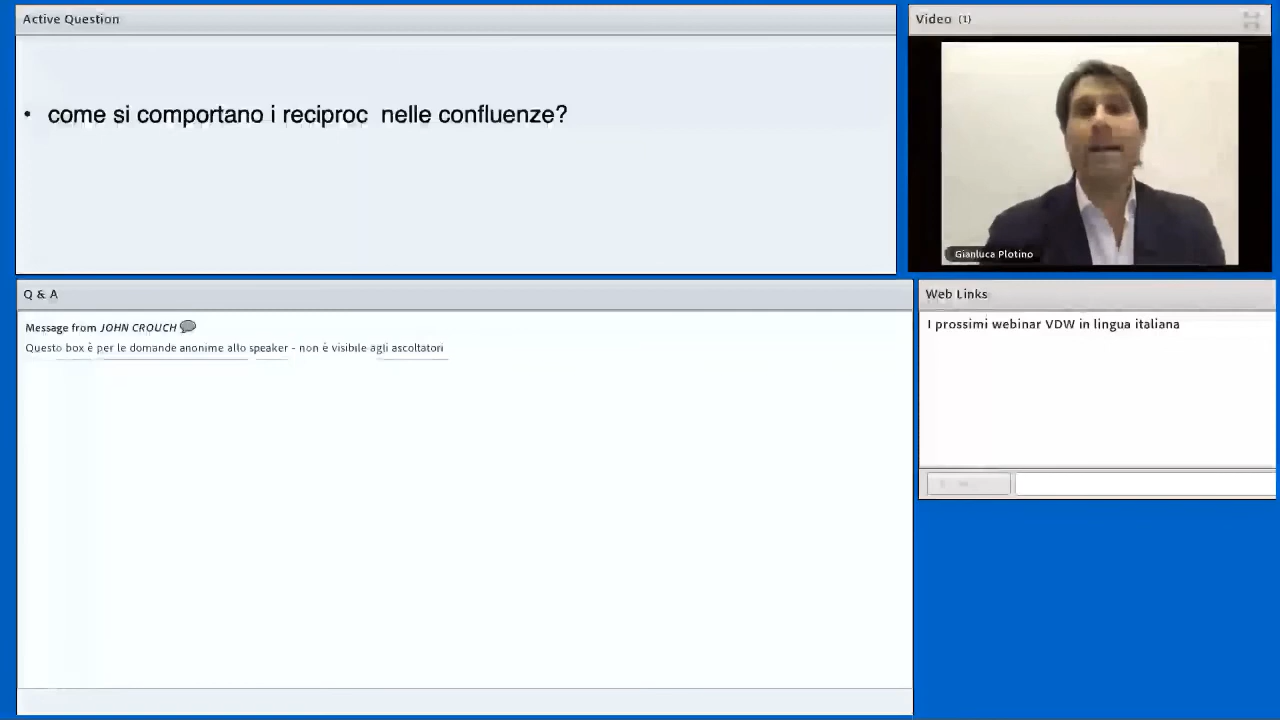 Active Question
Video (1)
• come si comportano i reciproc nelle confluenze?
Gianluca Plotino
Q & A
Message from JOHN CROUCH
Questo box è per le domande anonime allo speaker - non è visibile agli ascoltatori
Web Links
I prossimi webinar VDW in lingua italiana